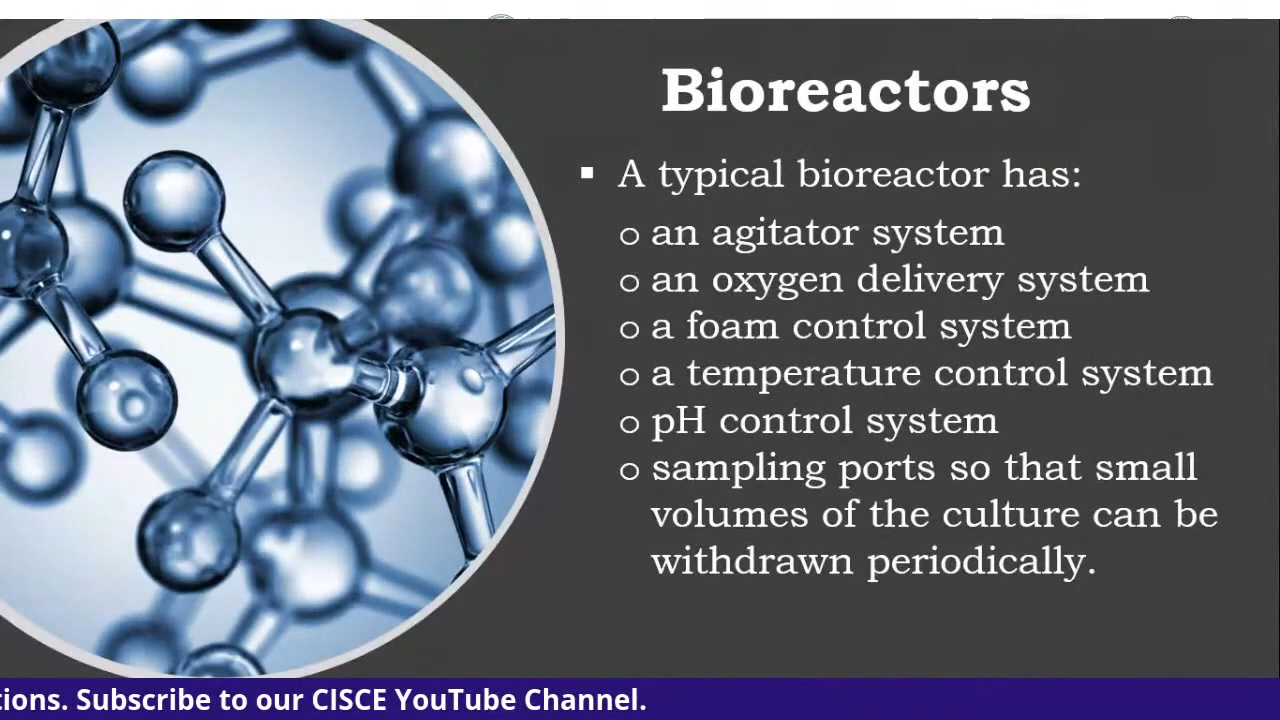 Bioreactors
▪ A typical bioreactor has:
o an agitator system
o an oxygen delivery system
o a foam control system
o a temperature control system
o pH control system
o sampling ports so that small
volumes of the culture can be
withdrawn periodically.
tions. Subscribe to our CISCE YouTube Channel.